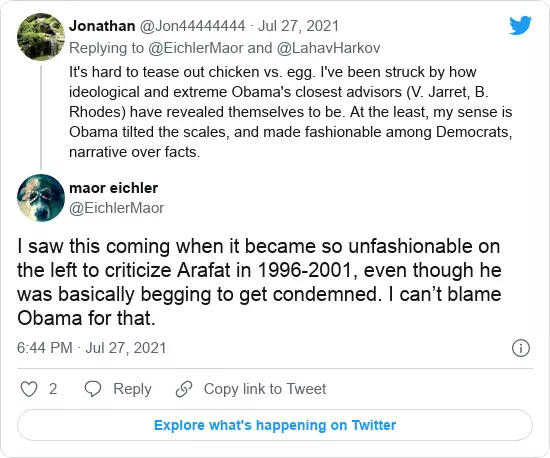 Jonathan @Jon44444444 · Jul 27, 2021
Replying to @EichlerMaor and @LahavHarkov
It's hard to tease out chicken vs. egg. I've been struck by how
ideological and extreme Obama's closest advisors (V. Jarret, B.
Rhodes) have revealed themselves to be. At the least, my sense is
Obama tilted the scales, and made fashionable among Democrats,
narrative over facts.
maor eichler
@EichlerMaor
I saw this coming when it became so unfashionable on
the left to criticize Arafat in 1996-2001, even though he
was basically begging to get condemned. I can’t blame
Obama for that.
6:44 PM · Jul 27, 2021
2 Reply Copy link to Tweet
Explore what's happening on Twitter